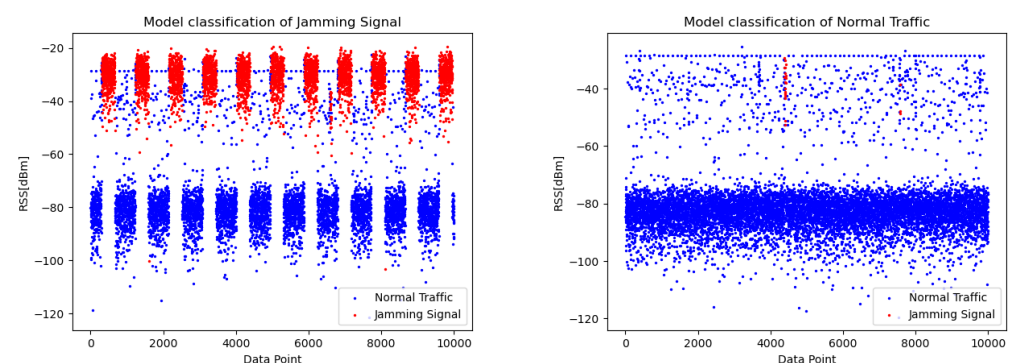 Model classification of Jamming Signal
−20
−40
−60
−80
−100
−120
RSS[dBm]
0
2000
4000
6000
8000
10000
Data Point
Normal Traffic
Jamming Signal
Model classification of Normal Traffic
−40
−60
−80
−100
−120
RSS[dBm]
0
2000
4000
6000
8000
10000
Data Point
Normal Traffic
Jamming Signal